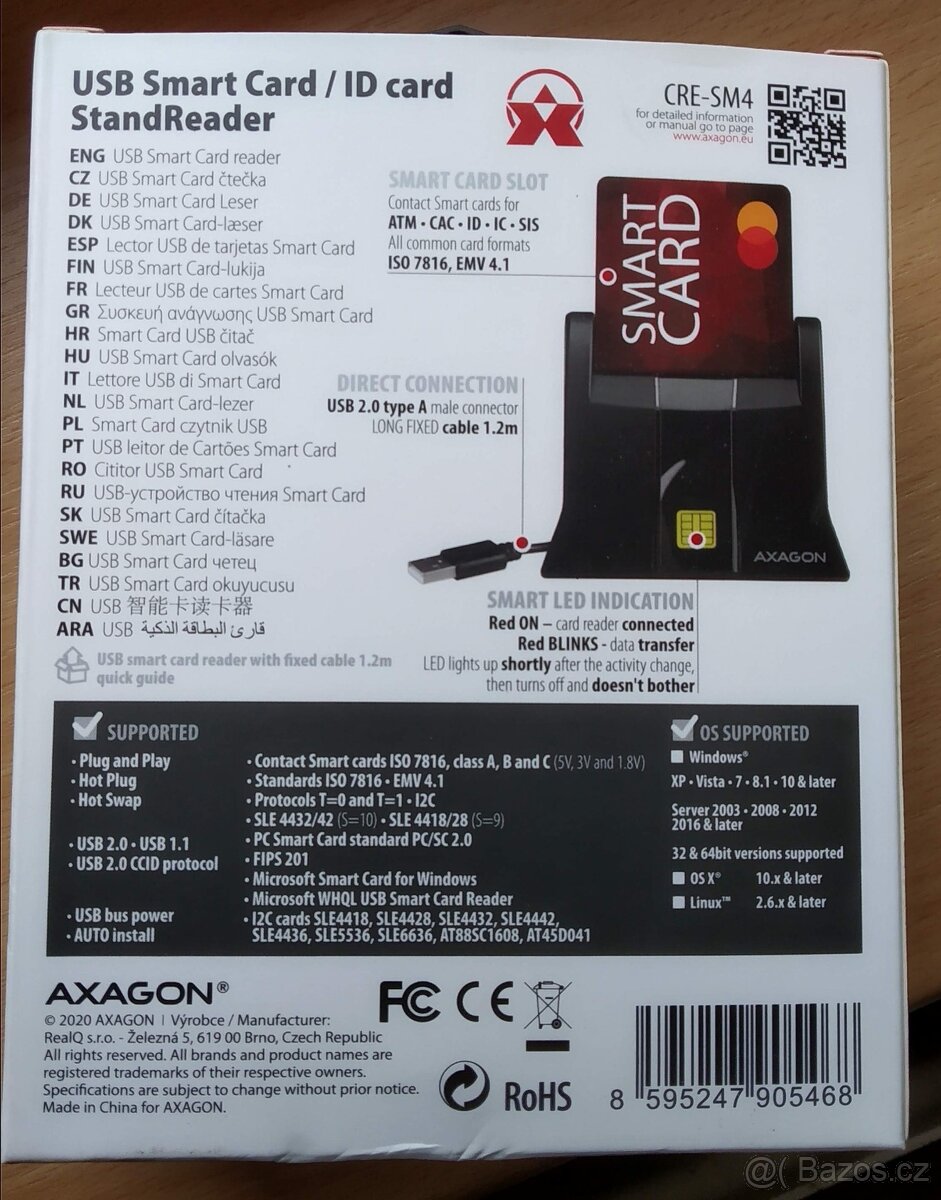 USB Smart Card / ID card
StandReader
CRE-SM4
for detailed information
or manual go to page
www.axagon.eu
ENG USB Smart Card reader
CZ USB Smart Card čtečka
DE USB Smart Card Leser
DK USB Smart Card-læser
ESP Lector USB de tarjetas Smart Card
FIN USB Smart Card-lukija
FR Lecteur USB de cartes Smart Card
GR Συσκευή ανάγνωσης USB Smart Card
HR Smart Card USB čitač
HU USB Smart Card olvasók
IT Lettore USB di Smart Card
NL USB Smart Card-lezer
PL Smart Card czytnik USB
PT USB leitor de Cartões Smart Card
RO Cititor USB Smart Card
RU USB-устройство чтения Smart Card
SK USB Smart Card čítačka
SWE USB Smart Card-läsare
BG USB Smart Card четец
TR USB Smart Card okuyucusu
CN USB 智能卡读卡器
ARA USB قارئ البطاقة الذكية
USB smart card reader with fixed cable 1.2m
quick guide
SMART CARD SLOT
Contact Smart cards for
ATM • CAC • ID • IC • SIS
All common card formats
ISO 7816, EMV 4.1
SMART
CARD
DIRECT CONNECTION
USB 2.0 type A male connector
LONG FIXED cable 1.2m
AXAGON
SMART LED INDICATION
Red ON – card reader connected
Red BLINKS - data transfer
LED lights up shortly after the activity change,
then turns off and doesn't bother
SUPPORTED
• Plug and Play
• Hot Plug
• Hot Swap
• USB 2.0 • USB 1.1
• USB 2.0 CCID protocol
• USB bus power
• AUTO install
• Contact Smart cards ISO 7816, class A, B and C (5V, 3V and 1.8V)
• Standards ISO 7816 • EMV 4.1
• Protocols T=0 and T=1 • I2C
• SLE 4432/42 (S=10) • SLE 4418/28 (S=9)
• PC Smart Card standard PC/SC 2.0
• FIPS 201
• Microsoft Smart Card for Windows
• Microsoft WHQL USB Smart Card Reader
• I2C cards SLE4418, SLE4428, SLE4432, SLE4442,
SLE4436, SLE5536, SLE6636, AT88SC1608, AT45D041
OS SUPPORTED
Windows®
XP • Vista • 7 • 8.1 • 10 & later
Server 2003 • 2008 • 2012
2016 & later
32 & 64bit versions supported
OS X® 10.x & later
Linux™ 2.6.x & later
AXAGON®
© 2020 AXAGON | Výrobce / Manufacturer:
RealQ s.r.o. - Železná 5, 619 00 Brno, Czech Republic
All rights reserved. All brands and product names are
registered trademarks of their respective owners.
Specifications are subject to change without prior notice.
Made in China for AXAGON.
FC CE
RoHS
8 595247 905468
@( Bazos.cz